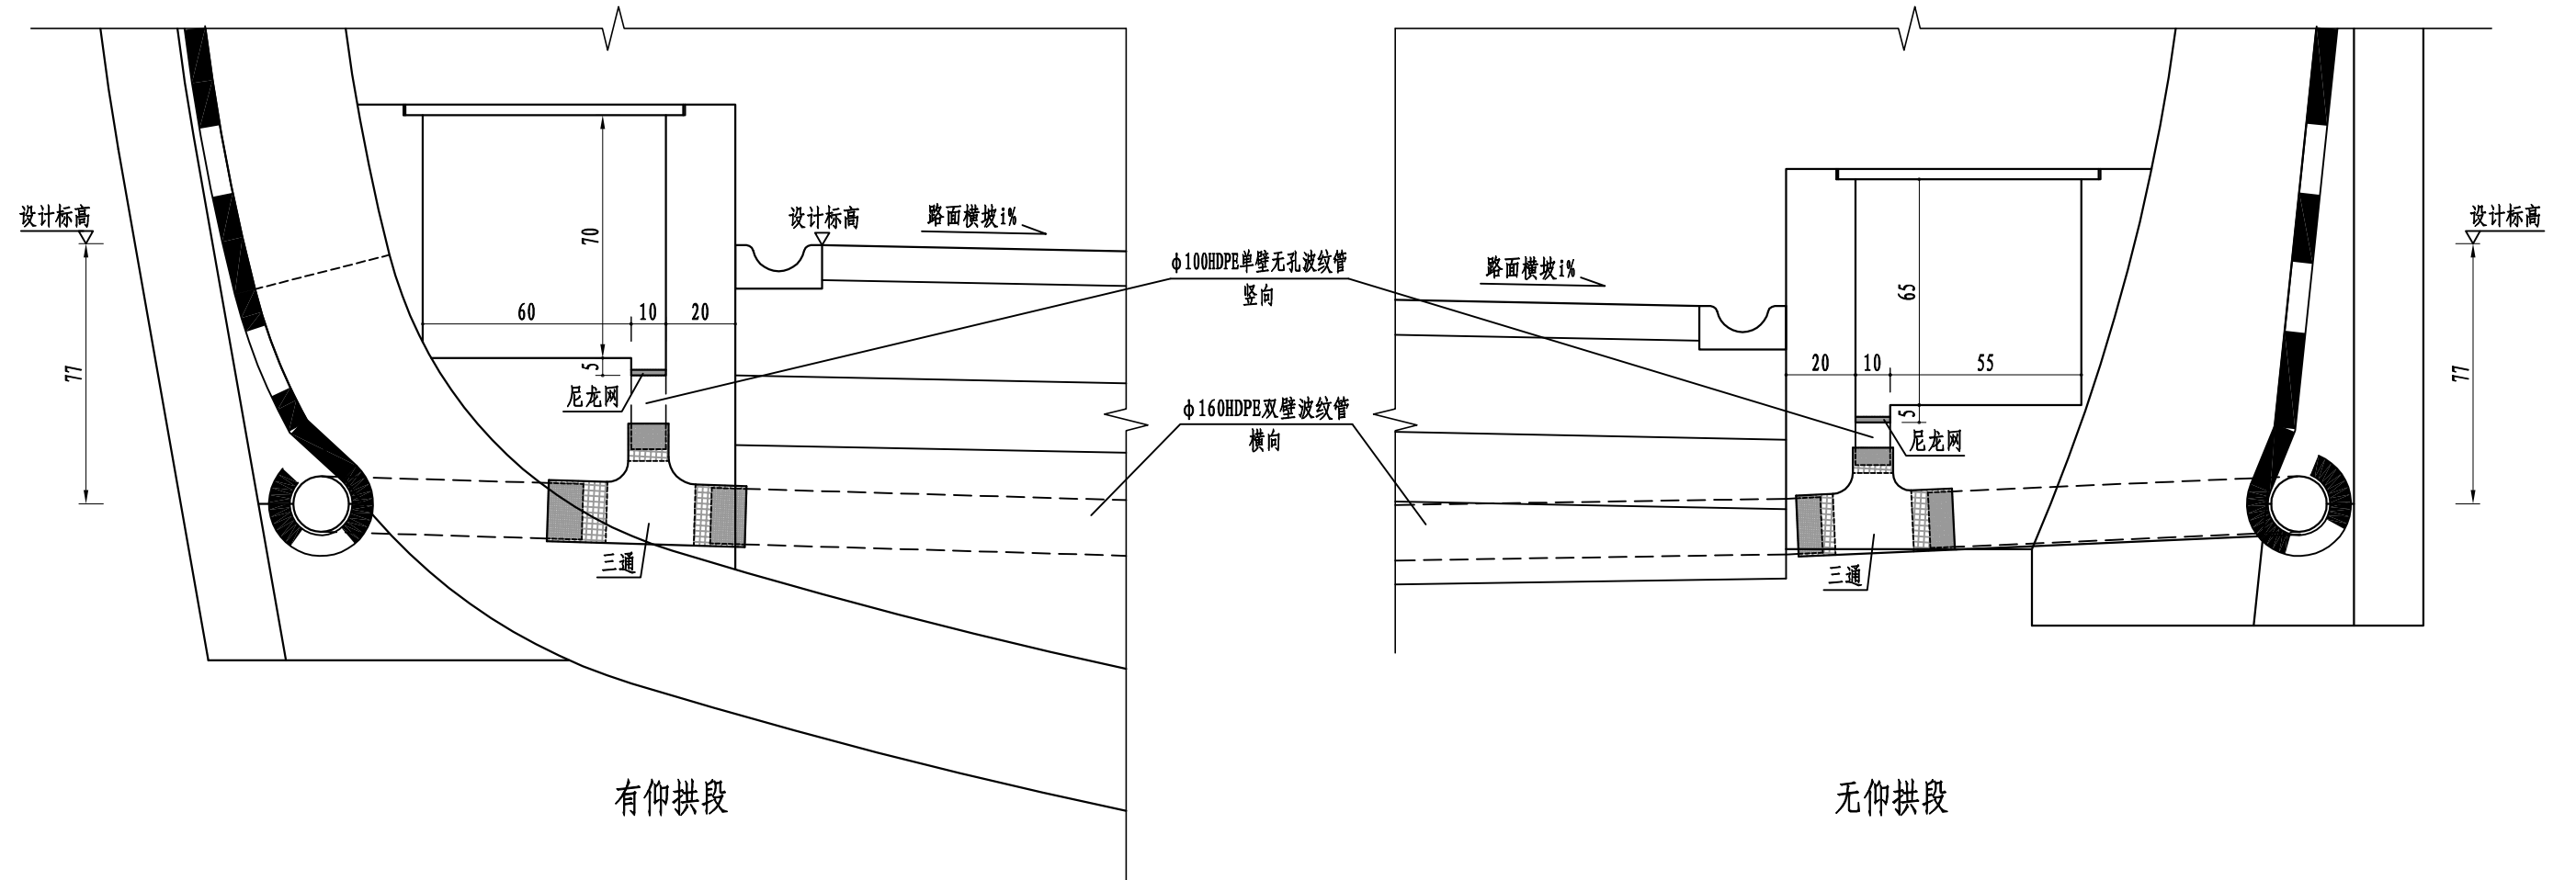 设计标高
77
70
60
10
20
5
尼龙网
三通
设计标高
路面横坡i%
φ100HDPE单壁无孔波纹管
竖向
φ160HDPE双壁波纹管
横向
路面横坡i%
65
20
10
55
5
尼龙网
三通
设计标高
77
有仰拱段
无仰拱段